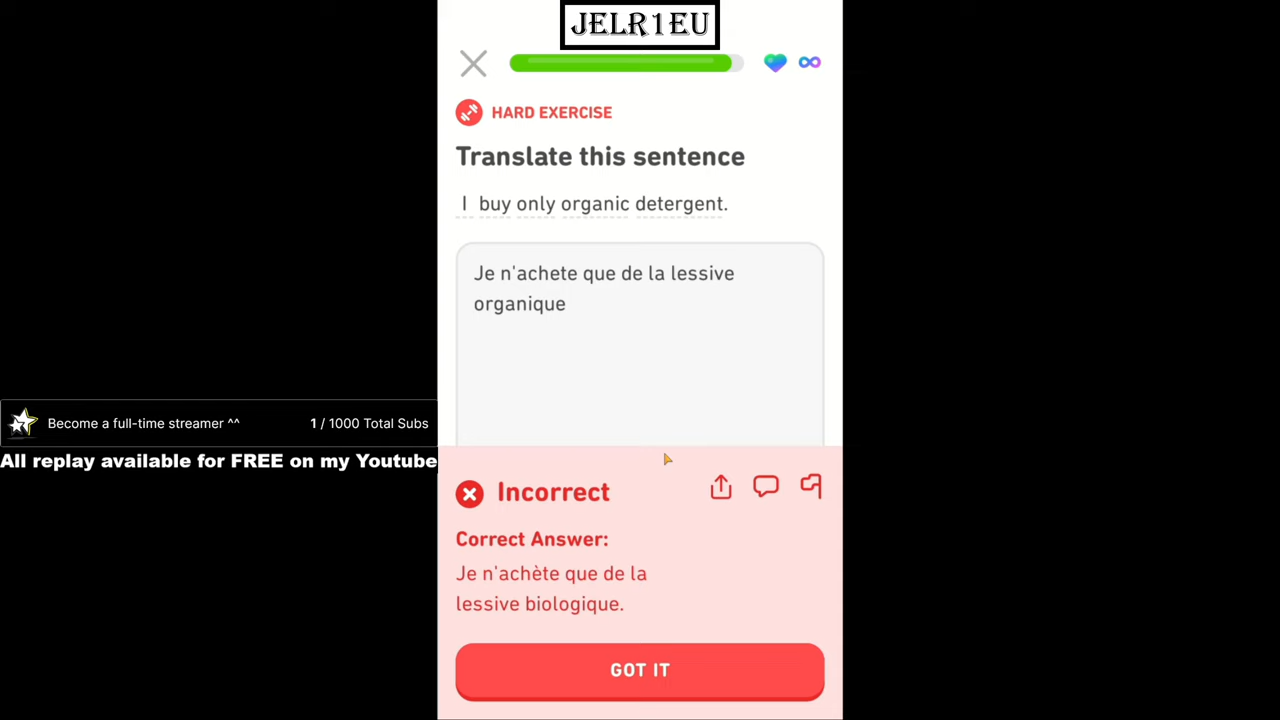 JELR1EU
HARD EXERCISE
Translate this sentence
I buy only organic detergent.
Je n'achete que de la lessive
organique
Become a full-time streamer ^^ 1 / 1000 Total Subs
All replay available for FREE on my Youtube
Incorrect
Correct Answer:
Je n'achète que de la
lessive biologique.
GOT IT